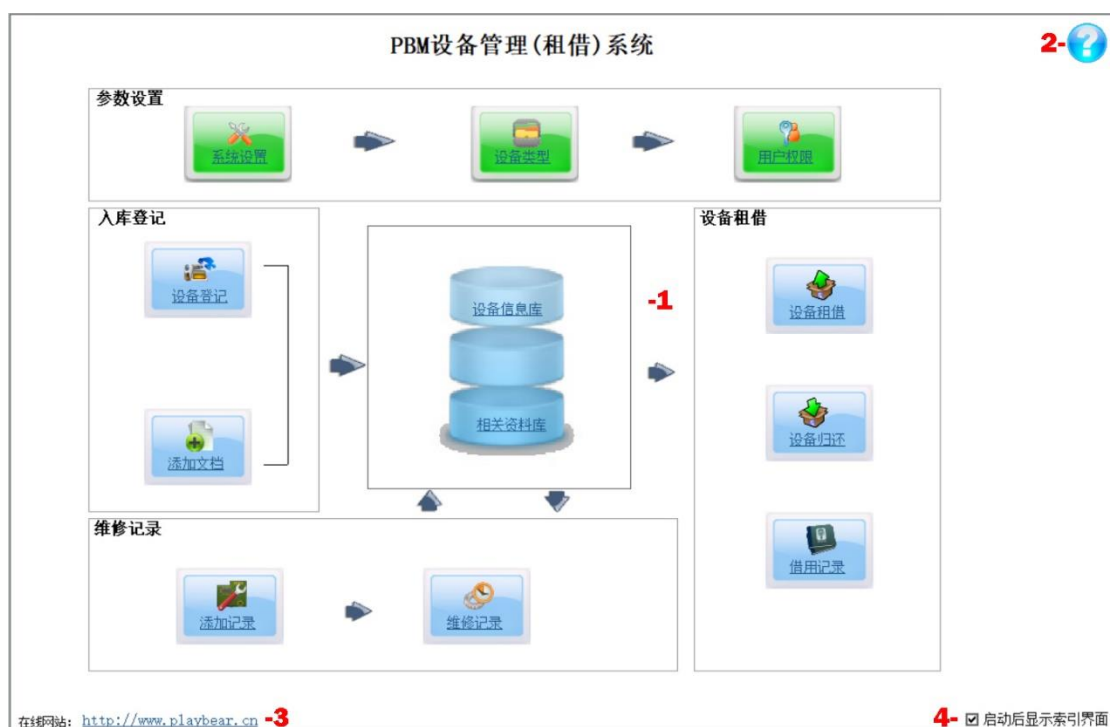 PBM设备管理(租借)系统
2-
参数设置
系统设置
设备类型
用户权限
入库登记
设备登记
添加文档
设备信息库
相关资料库
-1
设备租借
设备租借
设备归还
借用记录
维修记录
添加记录
维修记录
在线网站: http://www.playbear.cn -3
4- 启动后显示索引界面